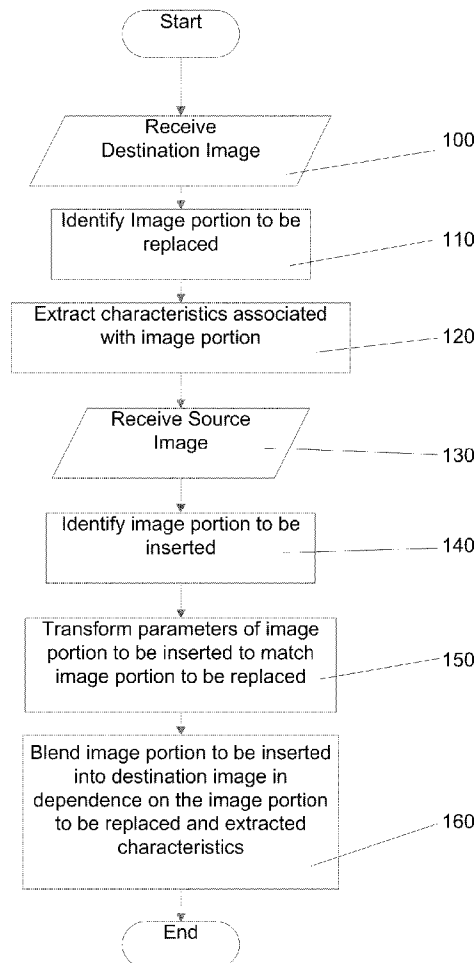 Start
Receive
Destination Image
100
Identify Image portion to be
replaced
110
Extract characteristics associated
with image portion
120
Receive Source
Image
130
Identify image portion to be
inserted
140
Transform parameters of image
portion to be inserted to match
image portion to be replaced
150
Blend image portion to be inserted
into destination image in
dependence on the image portion
to be replaced and extracted
characteristics
160
End